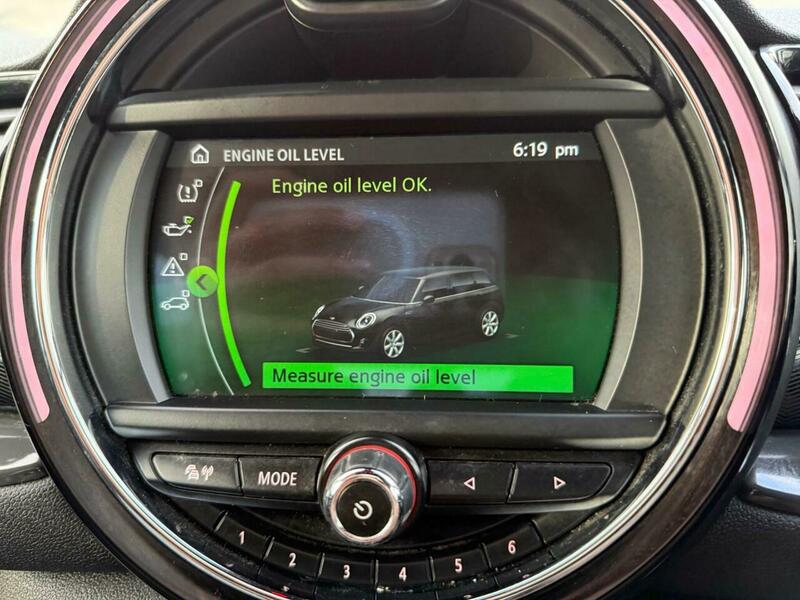 ENGINE OIL LEVEL
6:19 pm
Engine oil level OK.
Measure engine oil level
MODE
1
2
3
4
5
6